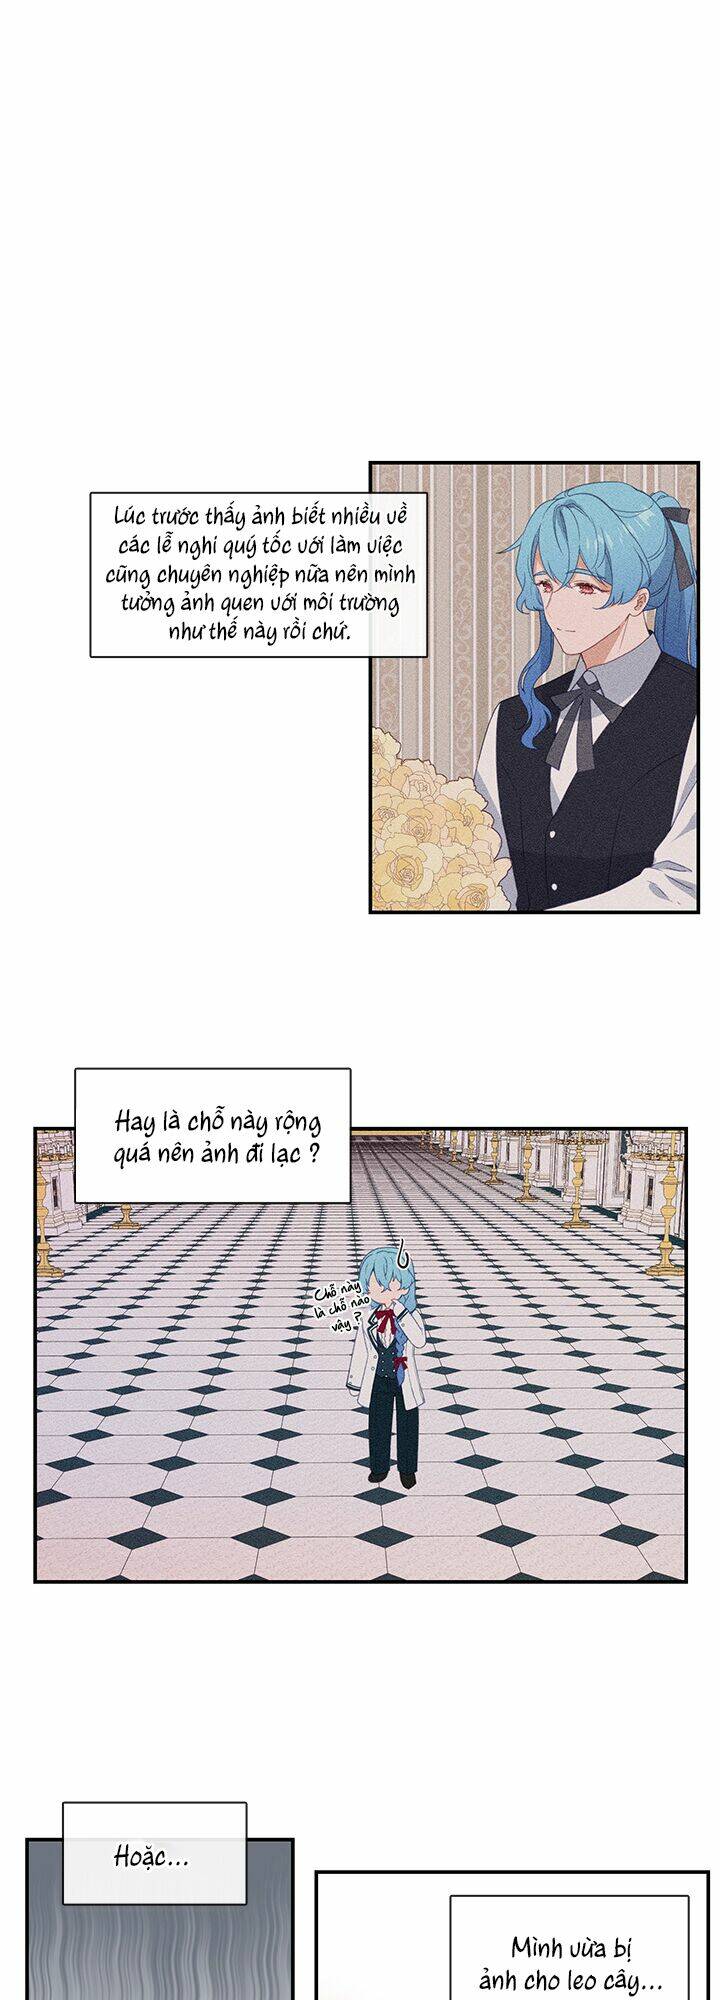 Lúc trước thấy ảnh biết nhiều về
các lễ nghi quý tốc với làm việc
cũng chuyên nghiệp nữa nên mình
tưởng ảnh quen với môi trường
như thế này rồi chứ.
Hay là chỗ này rộng
quá nên ảnh đi lạc ?
Chỗ này
là chỗ nào
vậy ?
Hoặc...
Mình vừa bị
ảnh cho leo cây...